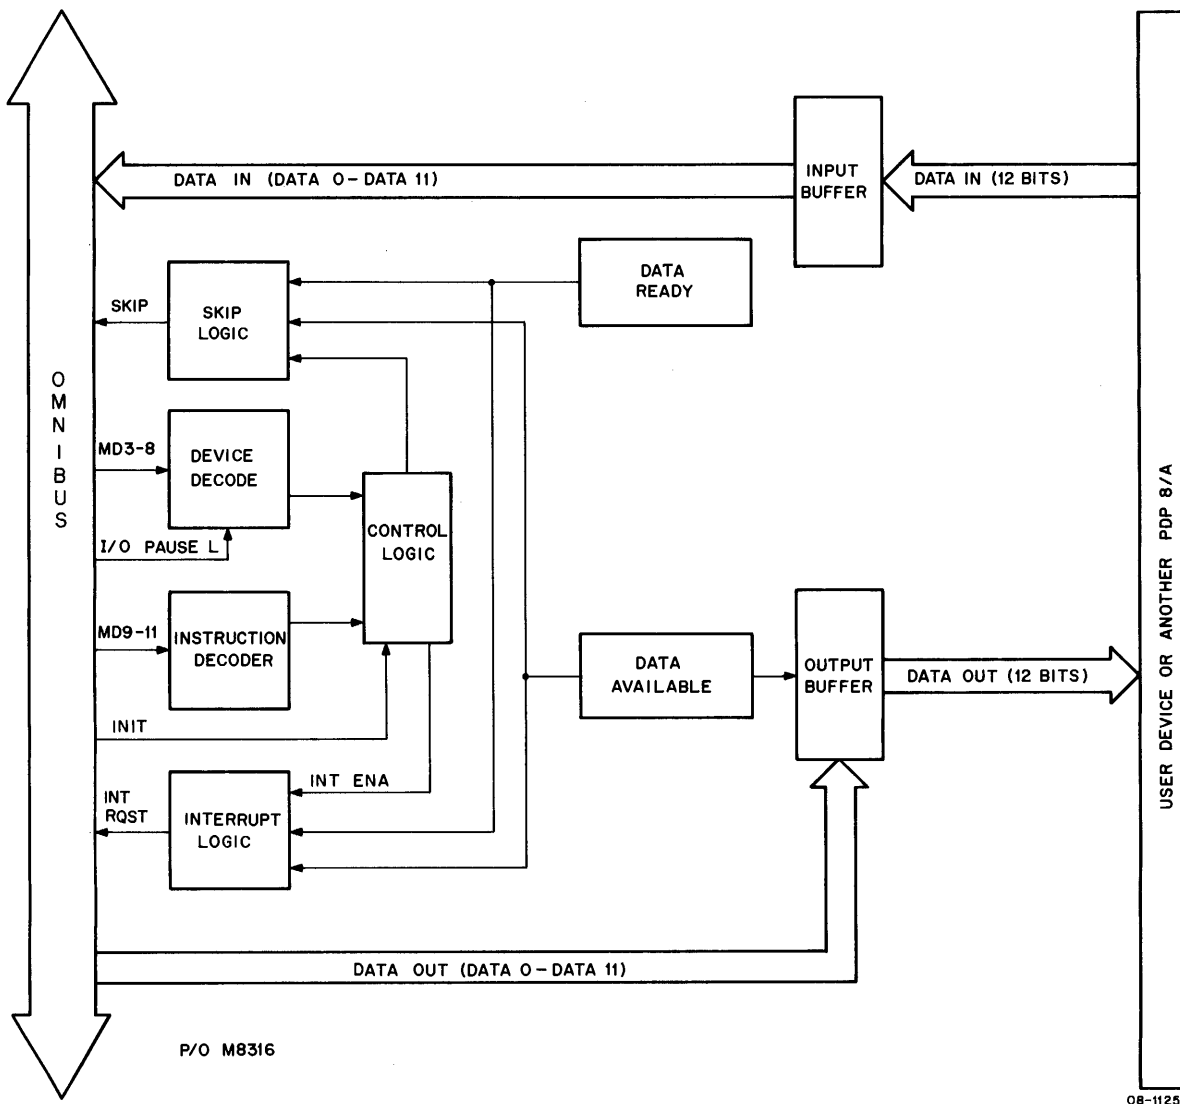 OMNIBUS
DATA IN (DATA 0-DATA 11)
INPUT
BUFFER
DATA IN (12 BITS)
DATA
READY
SKIP
SKIP
LOGIC
MD3-8
DEVICE
DECODE
I/O PAUSE L
CONTROL
LOGIC
MD9-11
INSTRUCTION
DECODER
DATA
AVAILABLE
OUTPUT
BUFFER
DATA OUT (12 BITS)
INIT
INT ENA
INT
RQST
INTERRUPT
LOGIC
DATA OUT (DATA 0-DATA 11)
USER DEVICE OR ANOTHER PDP 8/A
P/O M8316
08-1125